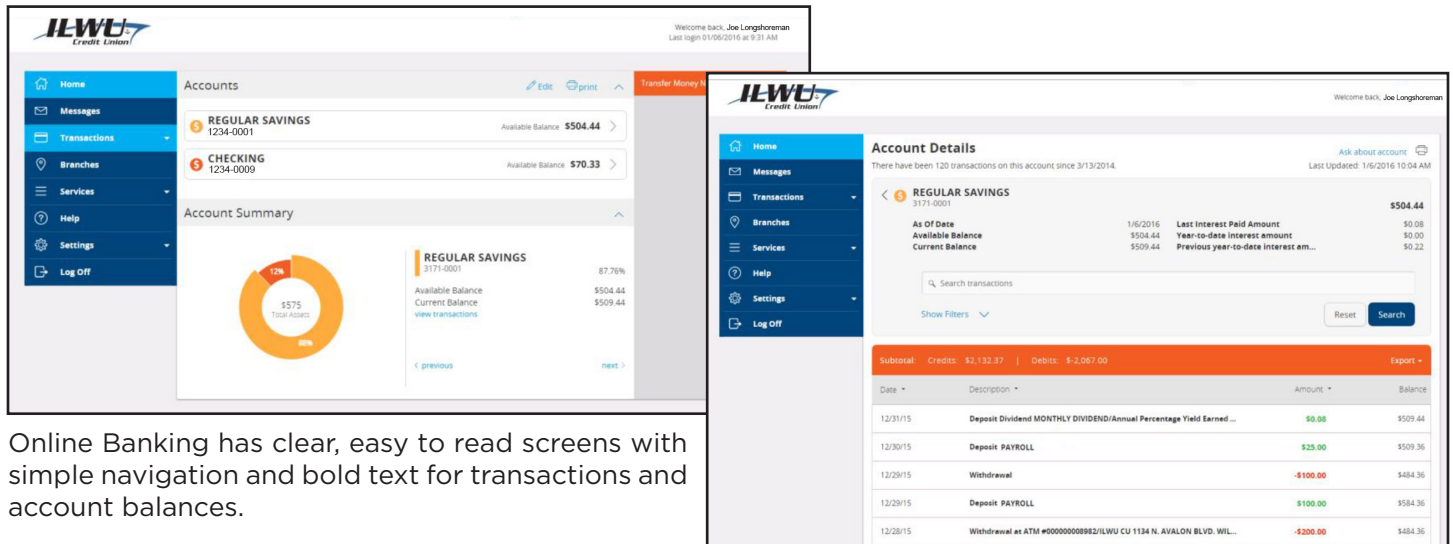 ILWU
Credit Union
Welcome back, Joe Longshoreman
Last login 01/06/2016 at 9:31 AM
Home
Messages
Transactions
Branches
Services
Help
Settings
Log Off
Accounts
Edit print
REGULAR SAVINGS
1234-0001
Available Balance $504.44
CHECKING
1234-0009
Available Balance $70.33
Account Summary
12%
$575
Total Assets
88%
REGULAR SAVINGS
3171-0001 87.76%
Available Balance $504.44
Current Balance $509.44
view transactions
previous next
Transfer Money N
Online Banking has clear, easy to read screens with
simple navigation and bold text for transactions and
account balances.
ILWU
Credit Union
Welcome back, Joe Longshoreman
Home
Messages
Transactions
Branches
Services
Help
Settings
Log Off
Account Details
Ask about account
There have been 120 transactions on this account since 3/13/2014.
Last Updated: 1/6/2016 10:04 AM
REGULAR SAVINGS
3171-0001
$504.44
As Of Date 1/6/2016 Last Interest Paid Amount $0.08
Available Balance $504.44 Year-to-date interest amount $0.00
Current Balance $509.44 Previous year-to-date interest am... $0.22
Search transactions
Show Filters
Reset Search
Subtotal: Credits: $2,132.37 | Debits: $-2,067.00 Export
Date Description Amount Balance
12/31/15 Deposit Dividend MONTHLY DIVIDEND/Annual Percentage Yield Earned ... $0.08 $509.44
12/30/15 Deposit PAYROLL $25.00 $509.36
12/29/15 Withdrawal -$100.00 $484.36
12/29/15 Deposit PAYROLL $100.00 $584.36
12/28/15 Withdrawal at ATM #000000008982/ILWU CU 1134 N. AVALON BLVD. WIL... -$200.00 $484.36